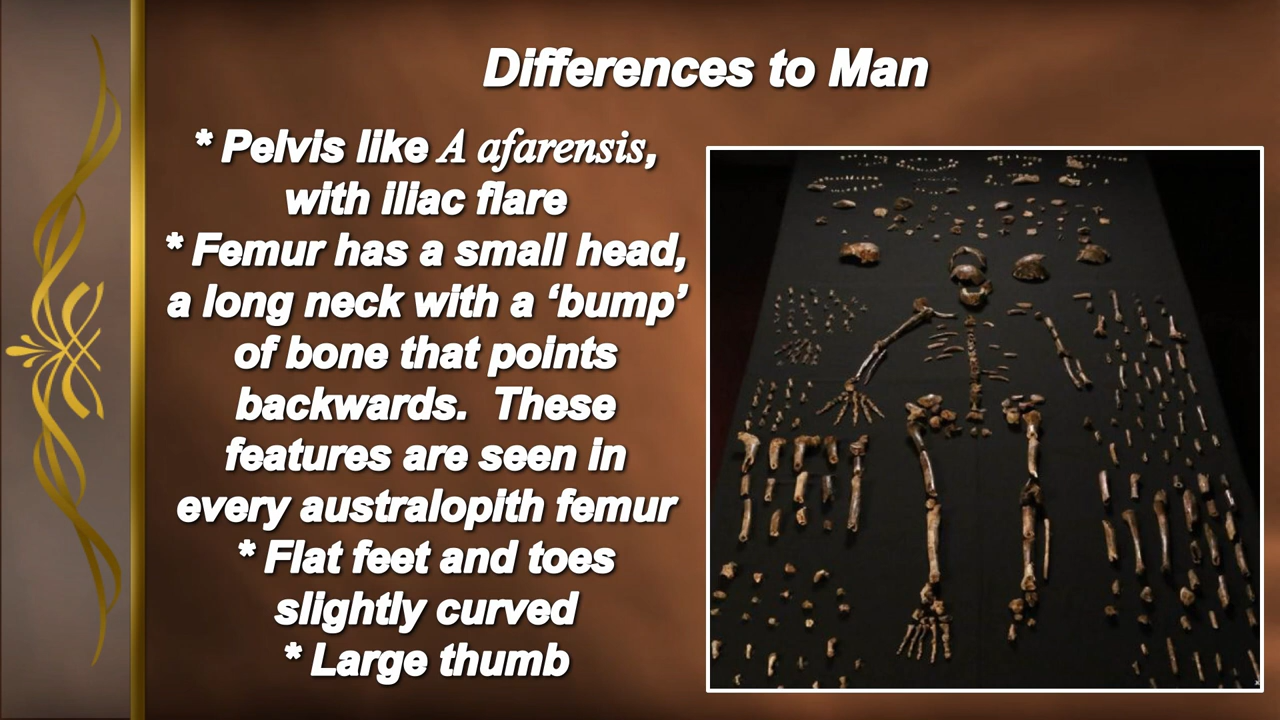 Differences to Man
* Pelvis like A afarensis,
with iliac flare
* Femur has a small head,
a long neck with a ‘bump’
of bone that points
backwards.  These
features are seen in
every australopith femur
* Flat feet and toes
slightly curved
* Large thumb